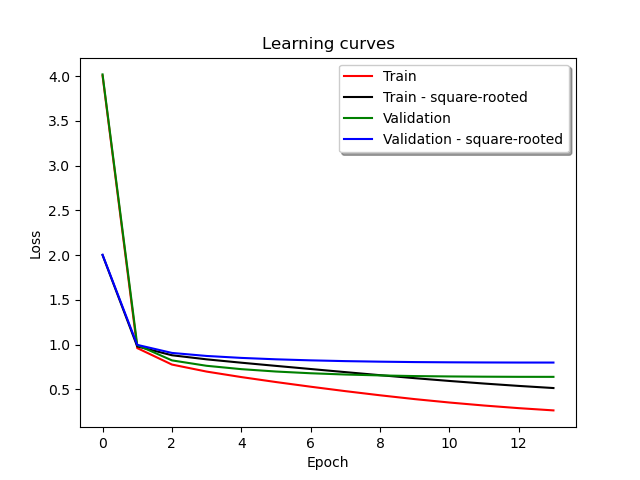 Learning curves
Train
Train - square-rooted
Validation
Validation - square-rooted
4.0
3.5
3.0
2.5
2.0
1.5
1.0
0.5
Loss
0 2 4 6 8 10 12
Epoch